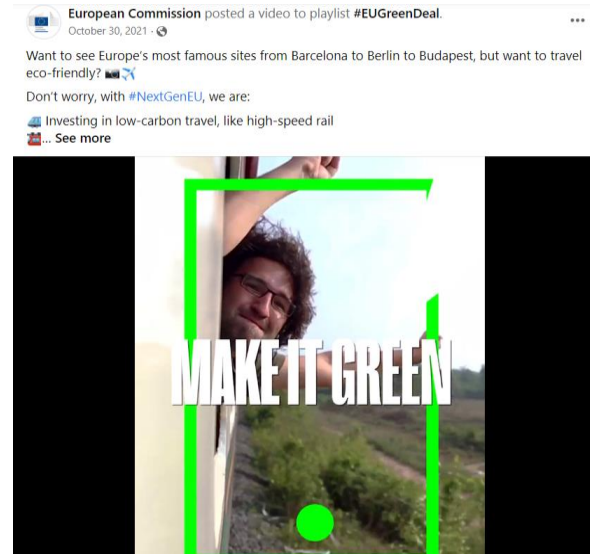 European Commission posted a video to playlist #EUGreenDeal.
October 30, 2021 ·
Want to see Europe's most famous sites from Barcelona to Berlin to Budapest, but want to travel
eco-friendly? 📷✈️
Don't worry, with #NextGenEU, we are:
🚅 Investing in low-carbon travel, like high-speed rail
🚂... See more
MAKE IT GREEN